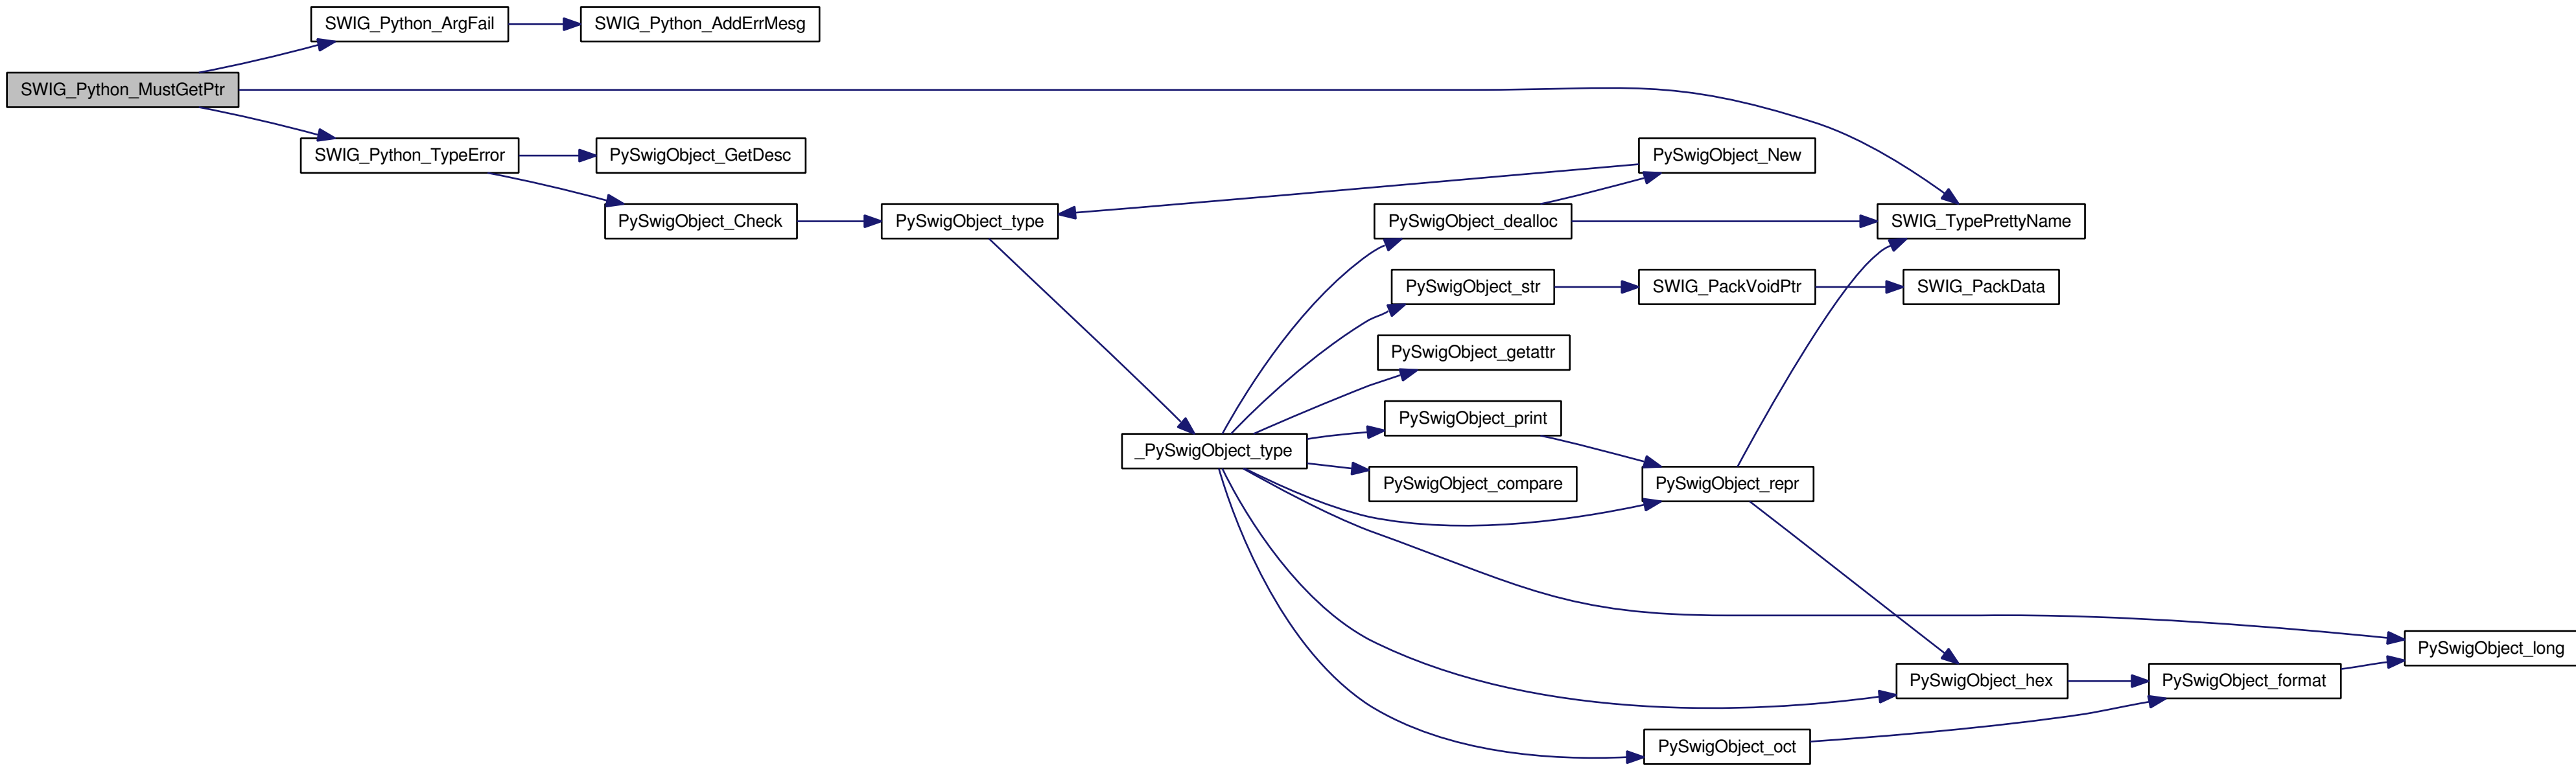 SWIG_Python_ArgFail
SWIG_Python_AddErrMesg
SWIG_Python_MustGetPtr
SWIG_Python_TypeError
PySwigObject_GetDesc
PySwigObject_New
PySwigObject_Check
PySwigObject_type
PySwigObject_dealloc
SWIG_TypePrettyName
PySwigObject_str
SWIG_PackVoidPtr
SWIG_PackData
PySwigObject_getattr
PySwigObject_print
_PySwigObject_type
PySwigObject_compare
PySwigObject_repr
PySwigObject_long
PySwigObject_hex
PySwigObject_format
PySwigObject_oct